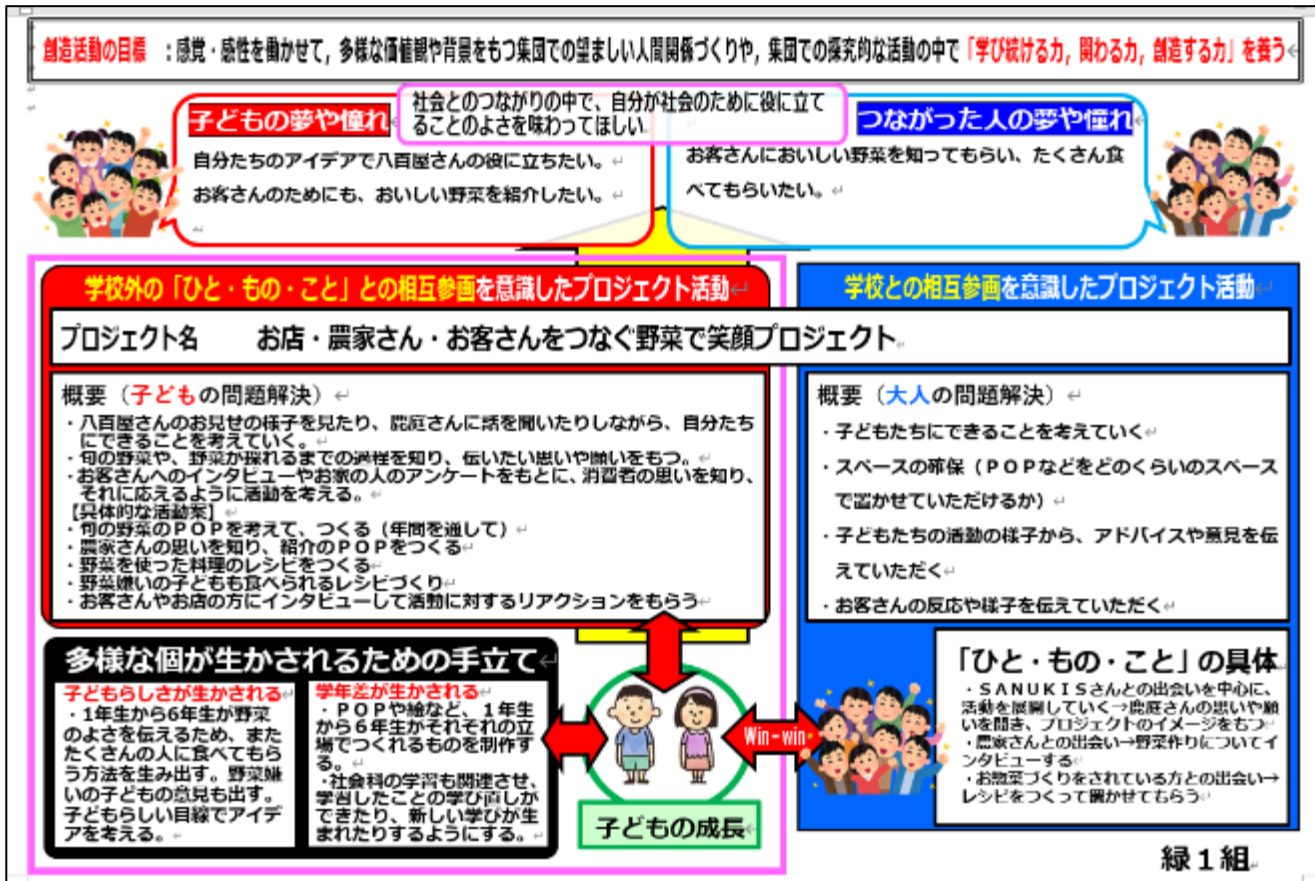 創造活動の目標　：感覚・感性を働かせて，多様な価値観や背景をもつ集団での望ましい人間関係づくりや，集団での探究的な活動の中で「学び続ける力，関わる力，創造する力」を養う
社会とのつながりの中で、自分が社会のために役に立て
ることのよさを味わってほしい
子どもの夢や憧れ
自分たちのアイデアで八百屋さんの役に立ちたい。
お客さんのためにも、おいしい野菜を紹介したい。
つながった人の夢や憧れ
お客さんにおいしい野菜を知ってもらい、たくさん食
べてもらいたい。
学校外の「ひと・もの・こと」との相互参画を意識したプロジェクト活動
学校との相互参画を意識したプロジェクト活動
プロジェクト名　　お店・農家さん・お客さんをつなぐ野菜で笑顔プロジェクト
概要（子どもの問題解決）
・八百屋さんのお見せの様子を見たり、鹿庭さんに話を聞いたりしながら、自分たち
にできることを考えていく。
・旬の野菜や、野菜が採れるまでの過程を知り、伝いたい思いや願いをもつ。
・お客さんへのインタビューやお家の人のアンケートをもとに、消費者の思いを知り、
それに応えるように活動を考える。
【具体的な活動案】
・旬の野菜のＰＯＰを考えて、つくる（年間を通して）
・農家さんの思いを知り、紹介のＰＯＰをつくる
・野菜を使った料理のレシピをつくる
・野菜嫌いの子どもも食べられるレシピづくり
・お客さんやお店の方にインタビューして活動に対するリアクションをもらう
概要（大人の問題解決）
・子どもたちにできることを考えていく
・スペースの確保（ＰＯＰなどをどのくらいのスペース
で置かせていただけるか）
・子どもたちの活動の様子から、アドバイスや意見を伝
えていただく
・お客さんの反応や様子を伝えていただく
多様な個が生かされるための手立て
子どもらしさが生かされる
・1年生から6年生が野菜
のよさを伝えるため、また
たくさんの人に食べてもら
う方法を生み出す。野菜嫌
いの子どもの意見も出す。
子どもらしい目線でアイデ
アを考える。
学年差が生かされる
・ＰＯＰや絵など、１年生
から６年生がそれぞれの立
場でつくれるものを制作す
る。
・社会科の学習も関連させ、
学習したことの学び直しが
できたり、新しい学びが生
まれたりするようにする。
Win-win
子どもの成長
「ひと・もの・こと」の具体
・ＳＡＮＵＫＩＳさんとの出会いを中心に、
活動を展開していく→鹿庭さんの思いや願
いを聞き、プロジェクトのイメージをもつ
・農家さんとの出会い→野菜作りについてイ
ンタビューする
・お惣菜づくりをされている方との出会い→
レシピをつくって置かせてもらう
緑１組